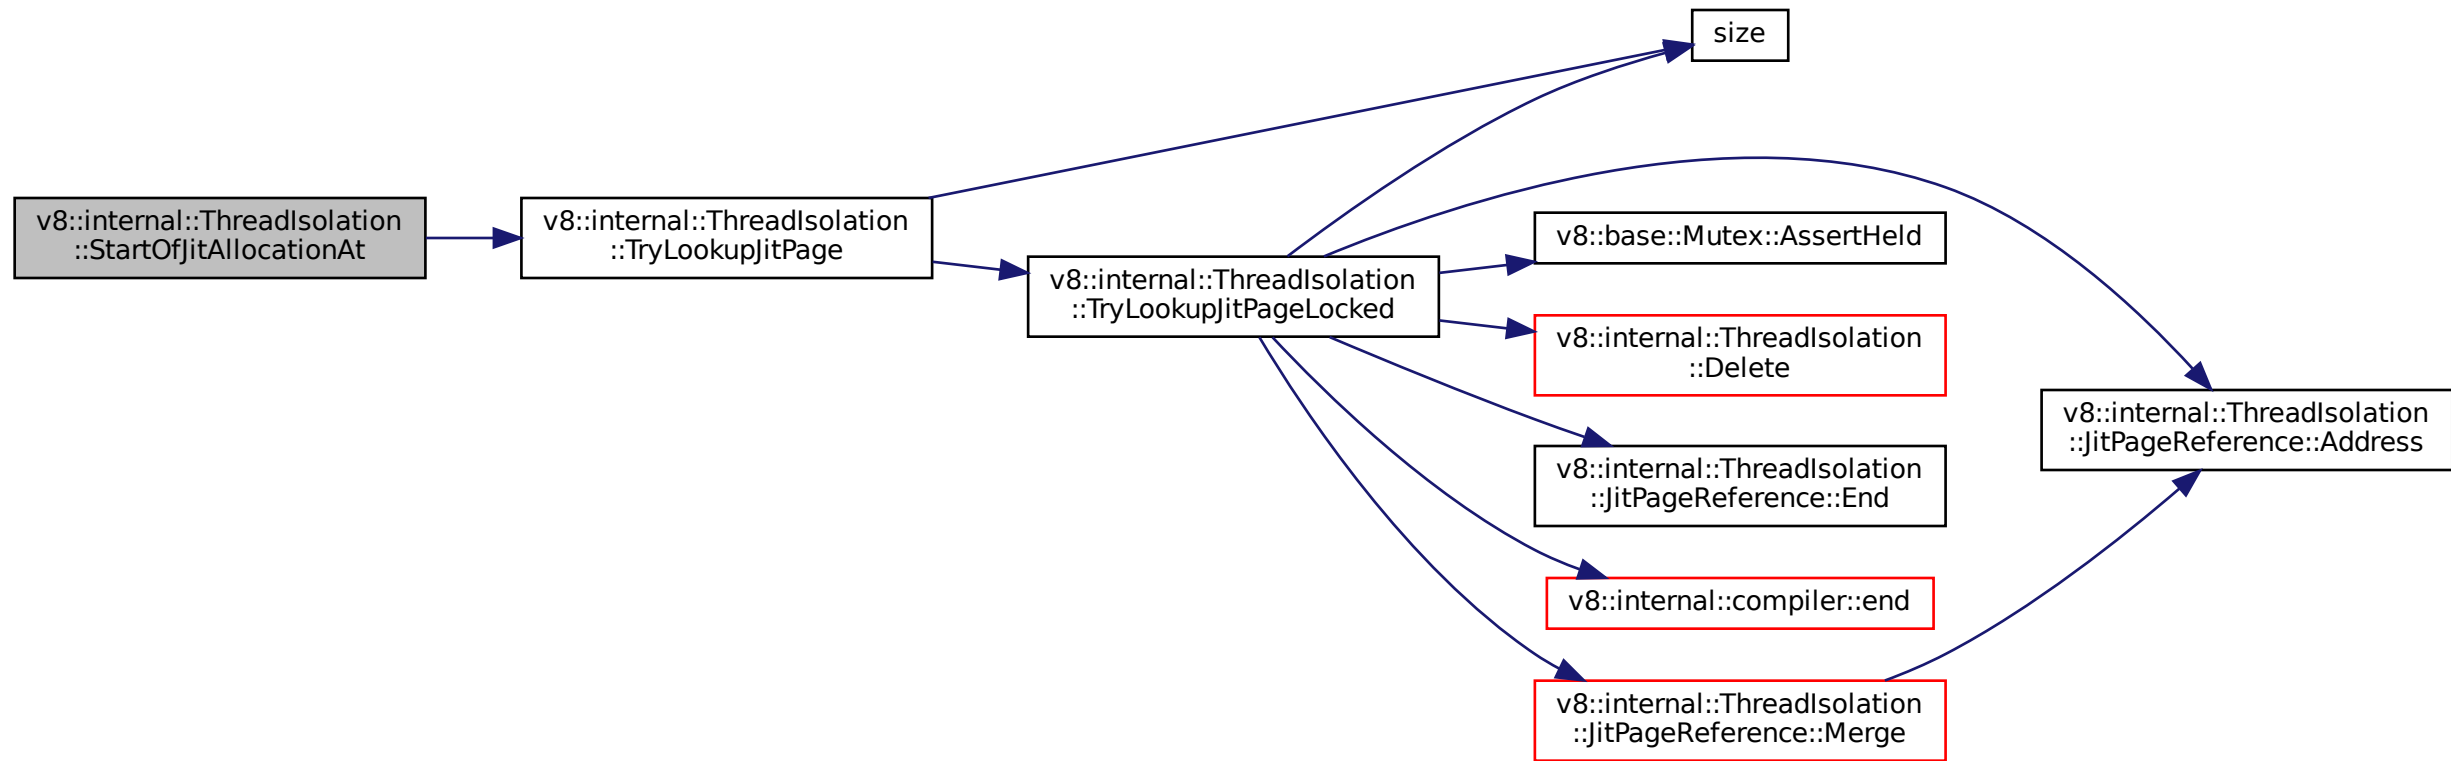 size
v8::internal::ThreadIsolation
::StartOfJitAllocationAt
v8::internal::ThreadIsolation
::TryLookupJitPage
v8::internal::ThreadIsolation
::TryLookupJitPageLocked
v8::base::Mutex::AssertHeld
v8::internal::ThreadIsolation
::Delete
v8::internal::ThreadIsolation
::JitPageReference::End
v8::internal::compiler::end
v8::internal::ThreadIsolation
::JitPageReference::Merge
v8::internal::ThreadIsolation
::JitPageReference::Address